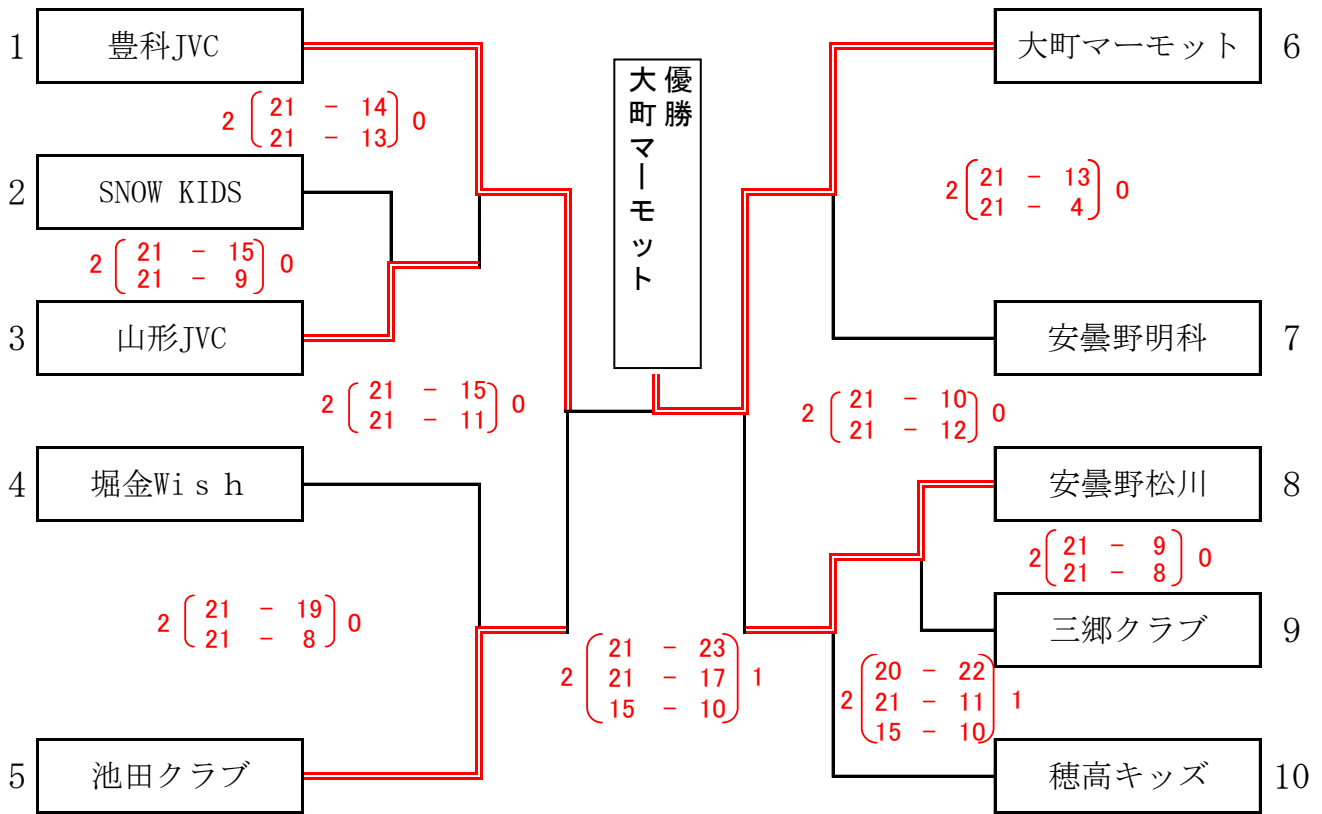 1 豊科JVC
2 ( 21 - 14 ) 0
21 - 13
2 SNOW KIDS
2 ( 21 - 15 ) 0
21 - 9
3 山形JVC
2 ( 21 - 15 ) 0
21 - 11
4 堀金Wiｓｈ
2 ( 21 - 19 ) 0
21 - 8
5 池田クラブ
優勝
大町マーモット
2 ( 21 - 23 ) 1
21 - 17
15 - 10
大町マーモット 6
2 ( 21 - 13 ) 0
21 - 4
安曇野明科 7
2 ( 21 - 10 ) 0
21 - 12
安曇野松川 8
2 ( 21 - 9 ) 0
21 - 8
三郷クラブ 9
2 ( 20 - 22 ) 1
21 - 11
15 - 10
穂高キッズ 10